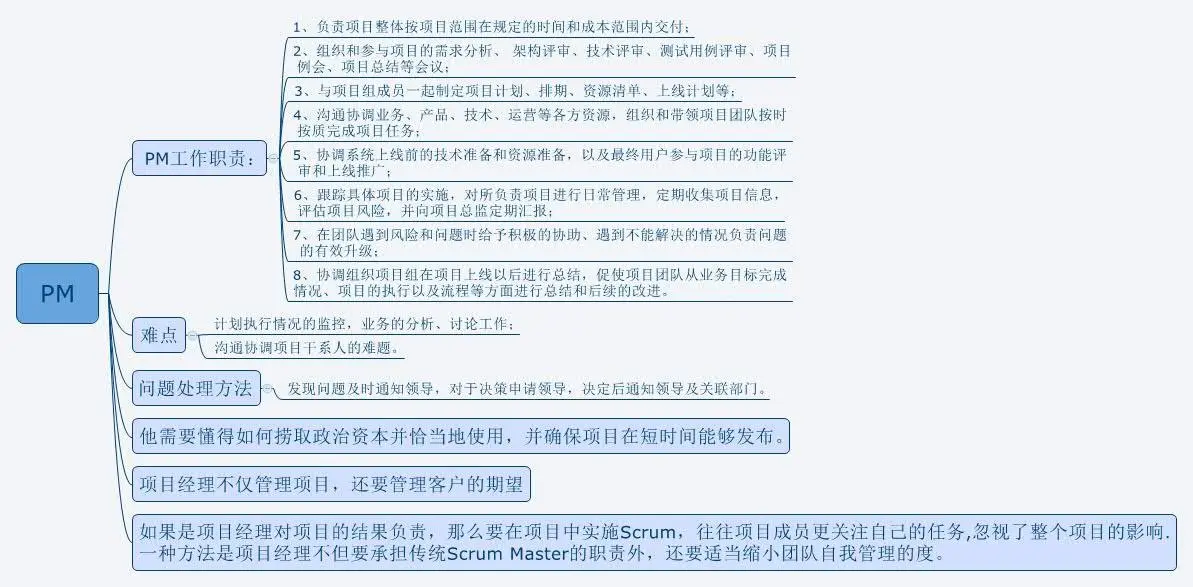 PM
PM工作职责：
1、负责项目整体按项目范围在规定的时间和成本范围内交付；
2、组织和参与项目的需求分析、 架构评审、技术评审、测试用例评审、项目
例会、项目总结等会议；
3、与项目组成员一起制定项目计划、排期、资源清单、上线计划等；
4、沟通协调业务、产品、技术、运营等各方资源，组织和带领项目团队按时
按质完成项目任务；
5、协调系统上线前的技术准备和资源准备，以及最终用户参与项目的功能评
审和上线推广；
6、跟踪具体项目的实施，对所负责项目进行日常管理，定期收集项目信息，
评估项目风险，并向项目总监定期汇报；
7、在团队遇到风险和问题时给予积极的协助、遇到不能解决的情况负责问题
的有效升级；
8、协调组织项目组在项目上线以后进行总结，促使项目团队从业务目标完成
情况、项目的执行以及流程等方面进行总结和后续的改进。
难点
计划执行情况的监控，业务的分析、讨论工作；
沟通协调项目干系人的难题。
问题处理方法
发现问题及时通知领导，对于决策申请领导，决定后通知领导及关联部门。
他需要懂得如何捞取政治资本并恰当地使用，并确保项目在短时间能够发布。
项目经理不仅管理项目，还要管理客户的期望
如果是项目经理对项目的结果负责，那么要在项目中实施Scrum，往往项目成员更关注自己的任务,忽视了整个项目的影响.
一种方法是项目经理不但要承担传统Scrum Master的职责外，还要适当缩小团队自我管理的度。